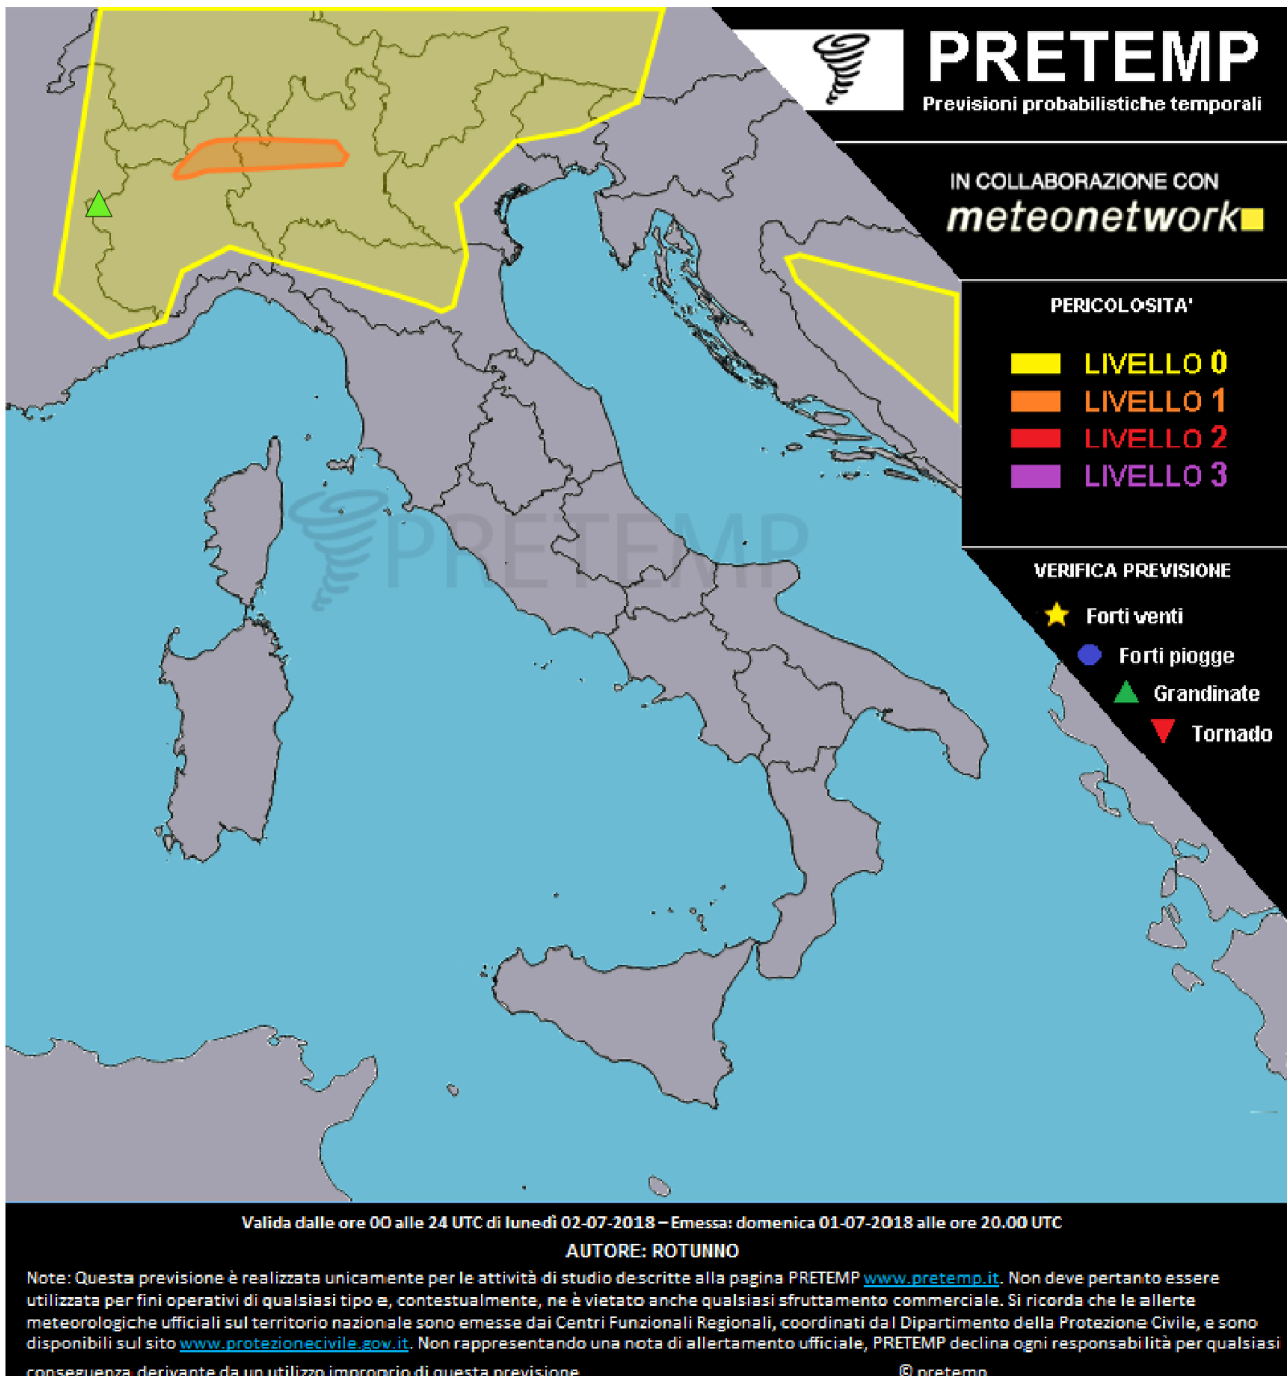 PRETEMP
Previsioni probabilistiche temporali
IN COLLABORAZIONE CON
meteonetwork
PERICOLOSITA'
LIVELLO 0
LIVELLO 1
LIVELLO 2
LIVELLO 3
PRETEMP
VERIFICA PREVISIONE
Forti venti
Forti piogge
Grandinate
Tornado
Valida dalle ore 00 alle 24 UTC di lunedì 02-07-2018 – Emessa: domenica 01-07-2018 alle ore 20.00 UTC
AUTORE: ROTUNNO
Note: Questa previsione è realizzata unicamente per le attività di studio descritte alla pagina PRETEMP www.pretemp.it. Non deve pertanto essere
utilizzata per fini operativi di qualsiasi tipo e, contestualmente, ne è vietato anche qualsiasi sfruttamento commerciale. Si ricorda che le allerte
meteorologiche ufficiali sul territorio nazionale sono emesse dai Centri Funzionali Regionali, coordinati dal Dipartimento della Protezione Civile, e sono
disponibili sul sito www.protezionecivile.gov.it. Non rappresentando una nota di allertamento ufficiale, PRETEMP declina ogni responsabilità per qualsiasi
conseguenza derivante da un utilizzo improprio di questa previsione © pretemp